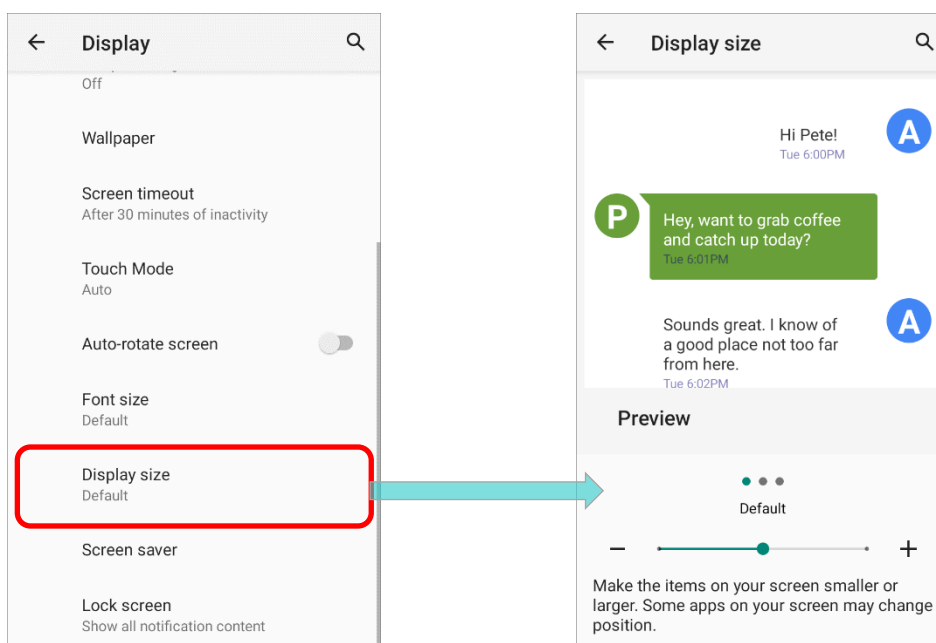 Display
Off
Wallpaper
Screen timeout
After 30 minutes of inactivity
Touch Mode
Auto
Auto-rotate screen
Font size
Default
Display size
Default
Screen saver
Lock screen
Show all notification content
Display size
Hi Pete!
Tue 6:00PM
A
P
Hey, want to grab coffee
and catch up today?
Tue 6:01PM
Sounds great. I know of
a good place not too far
from here.
Tue 6:02PM
A
Preview
Default
Make the items on your screen smaller or
larger. Some apps on your screen may change
position.